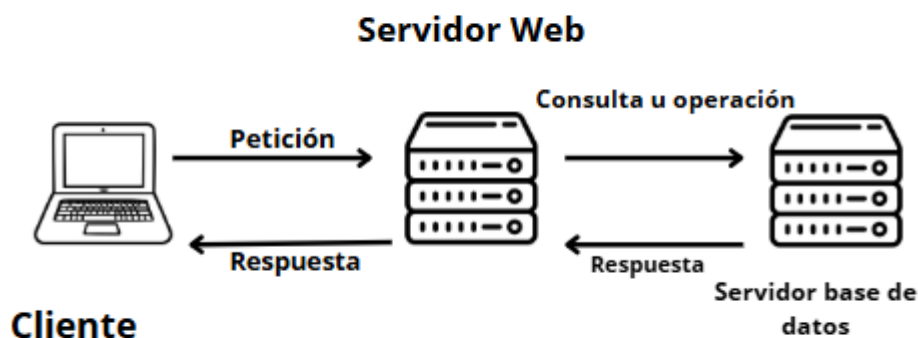 Servidor Web
Consulta u operación
Petición
Respuesta
Respuesta
Servidor base de
datos
Cliente